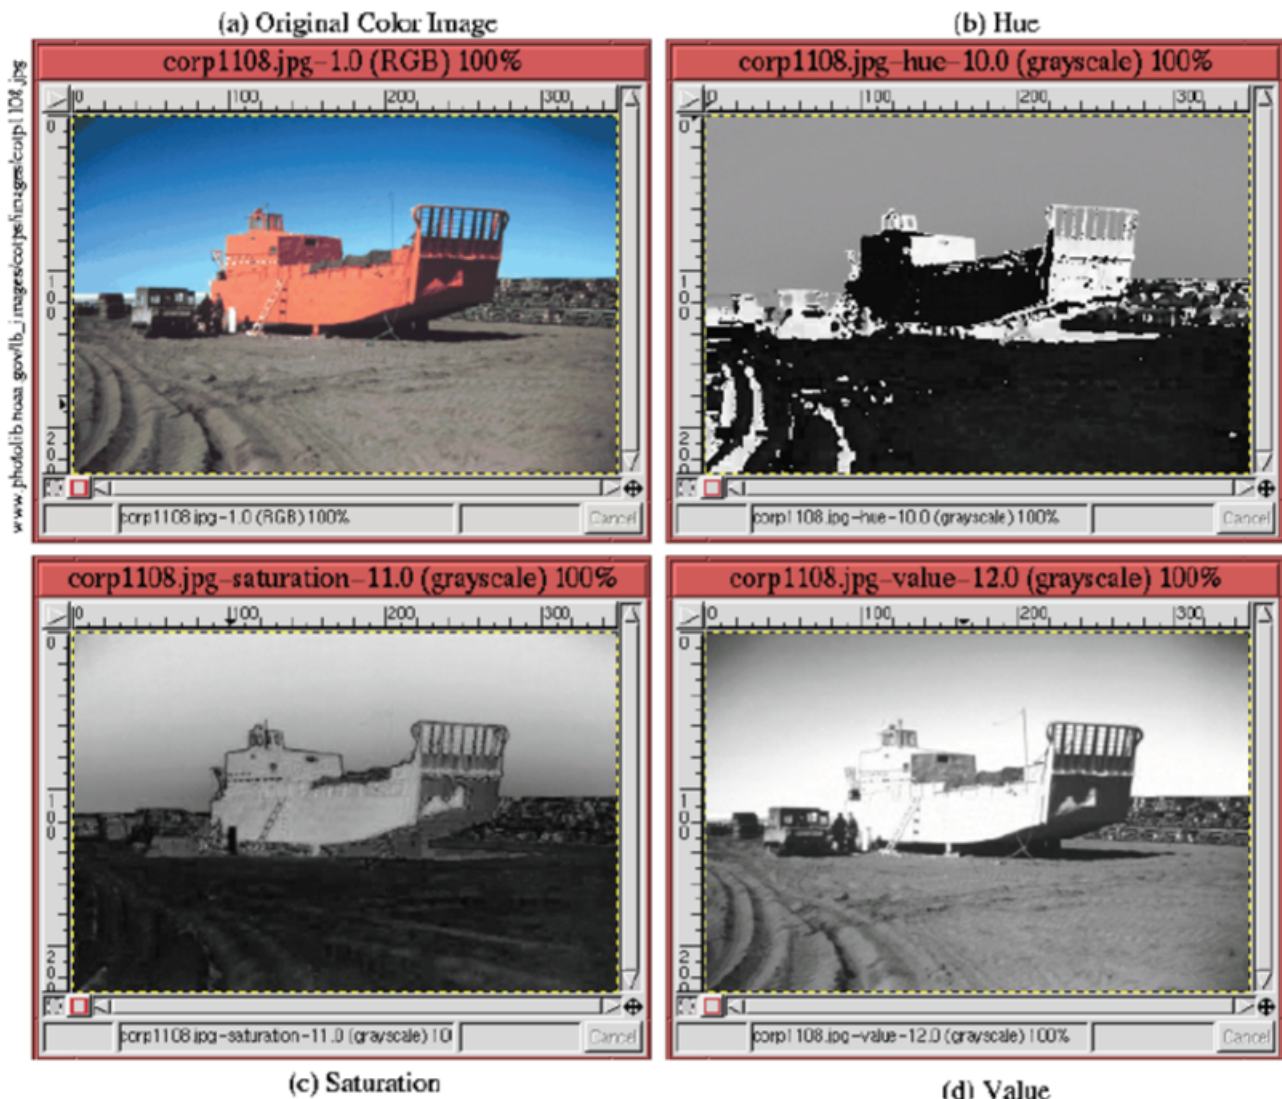 (a) Original Color Image
(b) Hue
corp1108.jpg-1.0 (RGB) 100%
corp1108.jpg-hue-10.0 (grayscale) 100%
0 100 200 300
0 100 200 300
0
100
200
0
100
200
www.photolib.noaa.gov/lb_images/corps/images/corp1108.jpg
corp1108.jpg-1.0 (RGB) 100%
Cancel
corp1108.jpg-hue-10.0 (grayscale) 100%
Cancel
corp1108.jpg-saturation-11.0 (grayscale) 100%
corp1108.jpg-value-12.0 (grayscale) 100%
0 100 200 300
0 100 200 300
0
100
200
0
100
200
corp1108.jpg-saturation-11.0 (grayscale) 10
Cancel
corp1108.jpg-value-12.0 (grayscale) 100%
Cancel
(c) Saturation
(d) Value